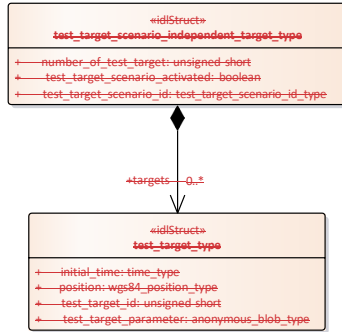 «idlStruct»
test_target_scenario_independent_target_type
+ number_of_test_target: unsigned short
+ test_target_scenario_activated: boolean
+ test_target_scenario_id: test_target_scenario_id_type
+targets 0..*
«idlStruct»
test_target_type
+ initial_time: time_type
+ position: wgs84_position_type
+ test_target_id: unsigned short
+ test_target_parameter: anonymous_blob_type